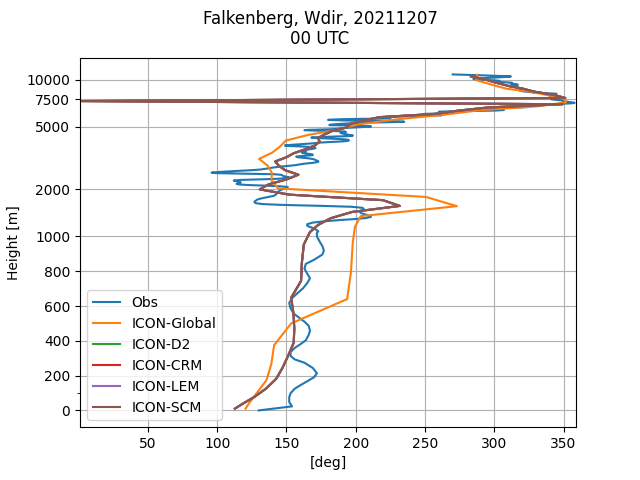 Falkenberg, Wdir, 20211207
00 UTC
10000
7500
5000
2000
1000
800
600
400
200
0
Height [m]
Obs
ICON-Global
ICON-D2
ICON-CRM
ICON-LEM
ICON-SCM
50 100 150 200 250 300 350
[deg]